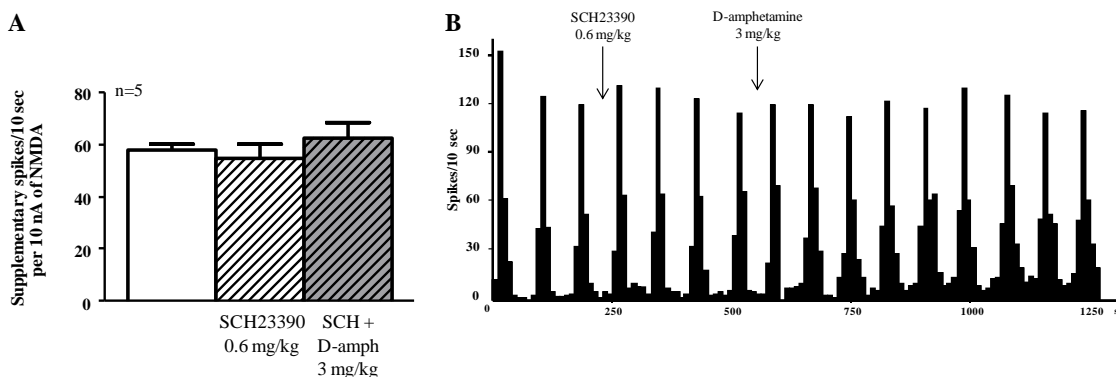 A
n=5
Supplementary spikes/10 sec
per 10 nA of NMDA
80
60
40
20
0
SCH23390
0.6 mg/kg
SCH +
D-amph
3 mg/kg
B
SCH23390
0.6 mg/kg
D-amphetamine
3 mg/kg
Spikes/10 sec
150
120
90
60
30
0
0
250
500
750
1000
1250